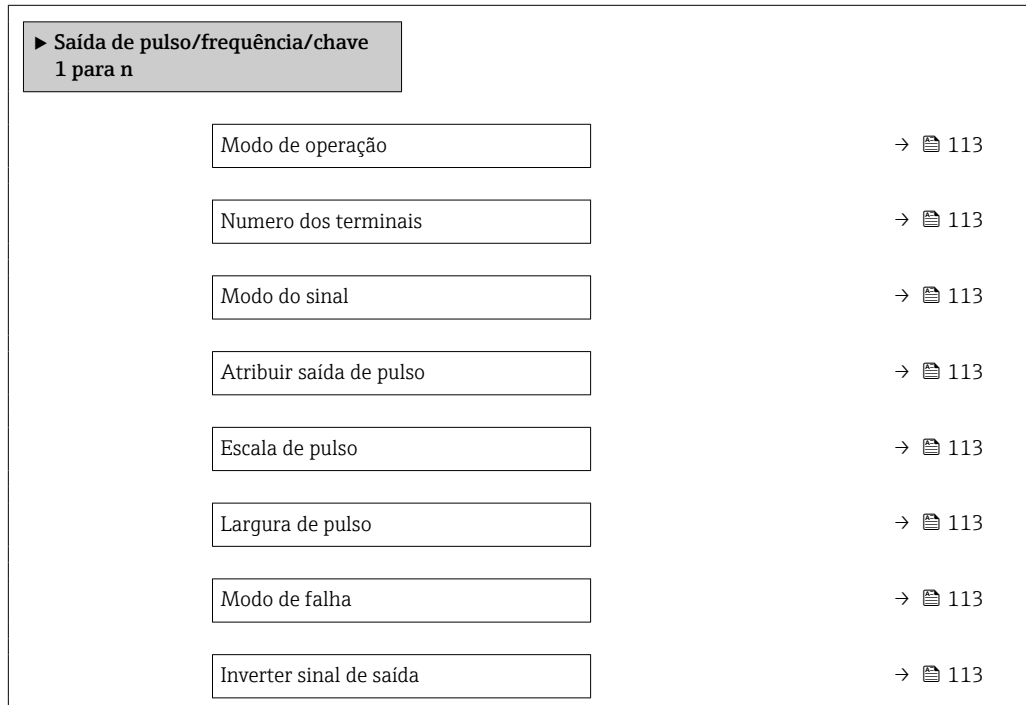 ▶ Saída de pulso/frequência/chave
1 para n
Modo de operação → 113
Numero dos terminais → 113
Modo do sinal → 113
Atribuir saída de pulso → 113
Escala de pulso → 113
Largura de pulso → 113
Modo de falha → 113
Inverter sinal de saída → 113